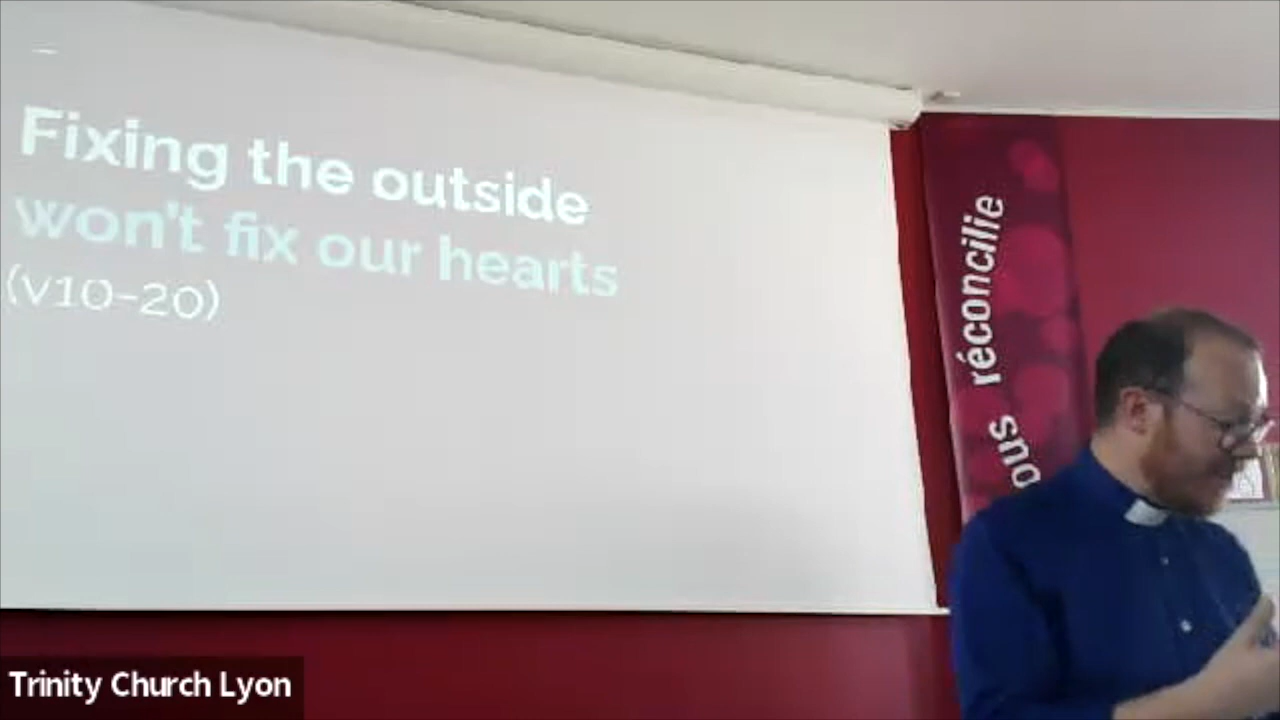 Fixing the outside
won't fix our hearts
(v10-20)
réconcilie
ous
Trinity Church Lyon